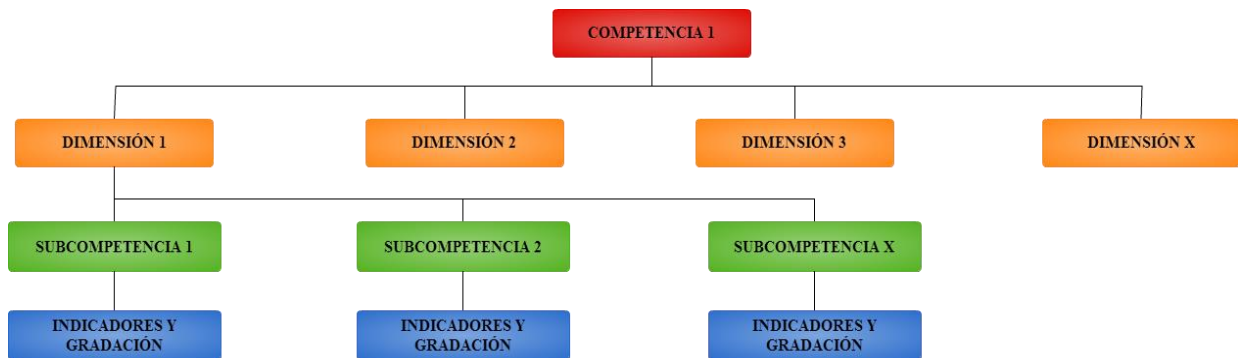 COMPETENCIA 1
DIMENSIÓN 1
DIMENSIÓN 2
DIMENSIÓN 3
DIMENSIÓN X
SUBCOMPETENCIA 1
SUBCOMPETENCIA 2
SUBCOMPETENCIA X
INDICADORES Y
GRADACIÓN
INDICADORES Y
GRADACIÓN
INDICADORES Y
GRADACIÓN